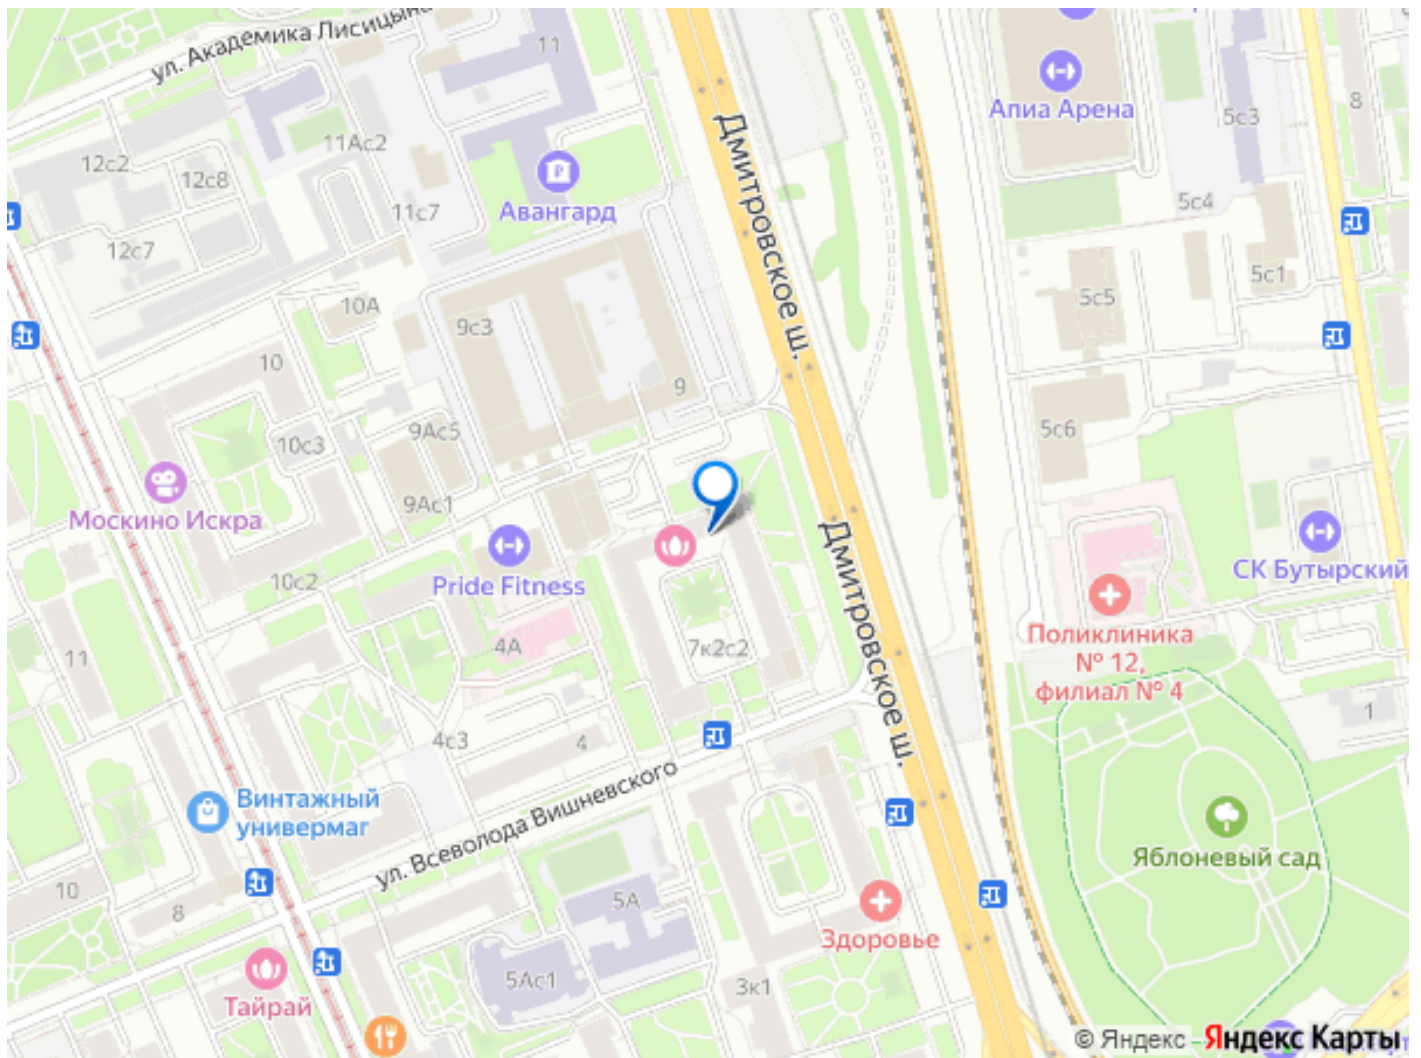 ул. Академика Лисицына
11
Апиа Арена
8
5с3
12с2
12с8
11Ас2
11с7
Авангард
5с4
12с7
Дмитровское ш.
5с1
5с5
10А
9с3
10
9
10с3
9Ас5
5с6
9Ас1
Москино Искра
Pride Fitness
СК Бутырский
10с2
Дмитровское ш.
Поликлиника
№ 12,
филиал № 4
4А
7к2с2
11
4с3
4
1
Винтажный
универмаг
ул. Всеволода Вишневского
Яблоневый сад
10
8
5А
Здоровье
5Ас1
3к1
Тайрай
© Яндекс
Яндекс Карты